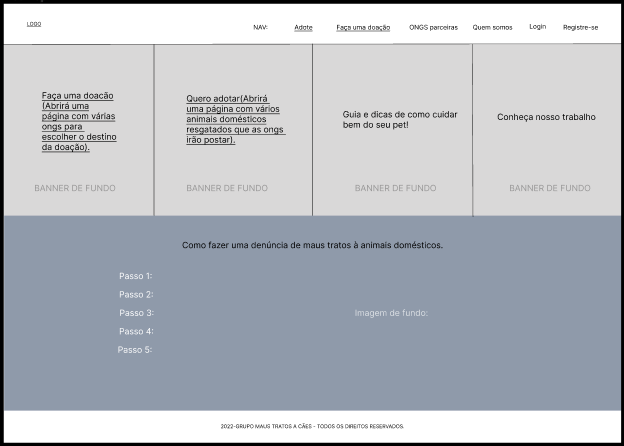 LOGO
NAV:
Adote
Faça uma doação
ONGS parceiras
Quem somos
Login
Registre-se
Faça uma doacão
(Abrirá uma
página com várias
ongs para
escolher o destino
da doação).
BANNER DE FUNDO
Quero adotar(Abrirá
uma página com vários
animais domésticos
resgatados que as ongs
irão postar).
BANNER DE FUNDO
Guia e dicas de como cuidar
bem do seu pet!
BANNER DE FUNDO
Conheça nosso trabalho
BANNER DE FUNDO
Como fazer uma denúncia de maus tratos à animais domésticos.
Passo 1:
Passo 2:
Passo 3:
Passo 4:
Passo 5:
Imagem de fundo:
2022-GRUPO MAUS TRATOS A CÃES - TODOS OS DIREITOS RESERVADOS.